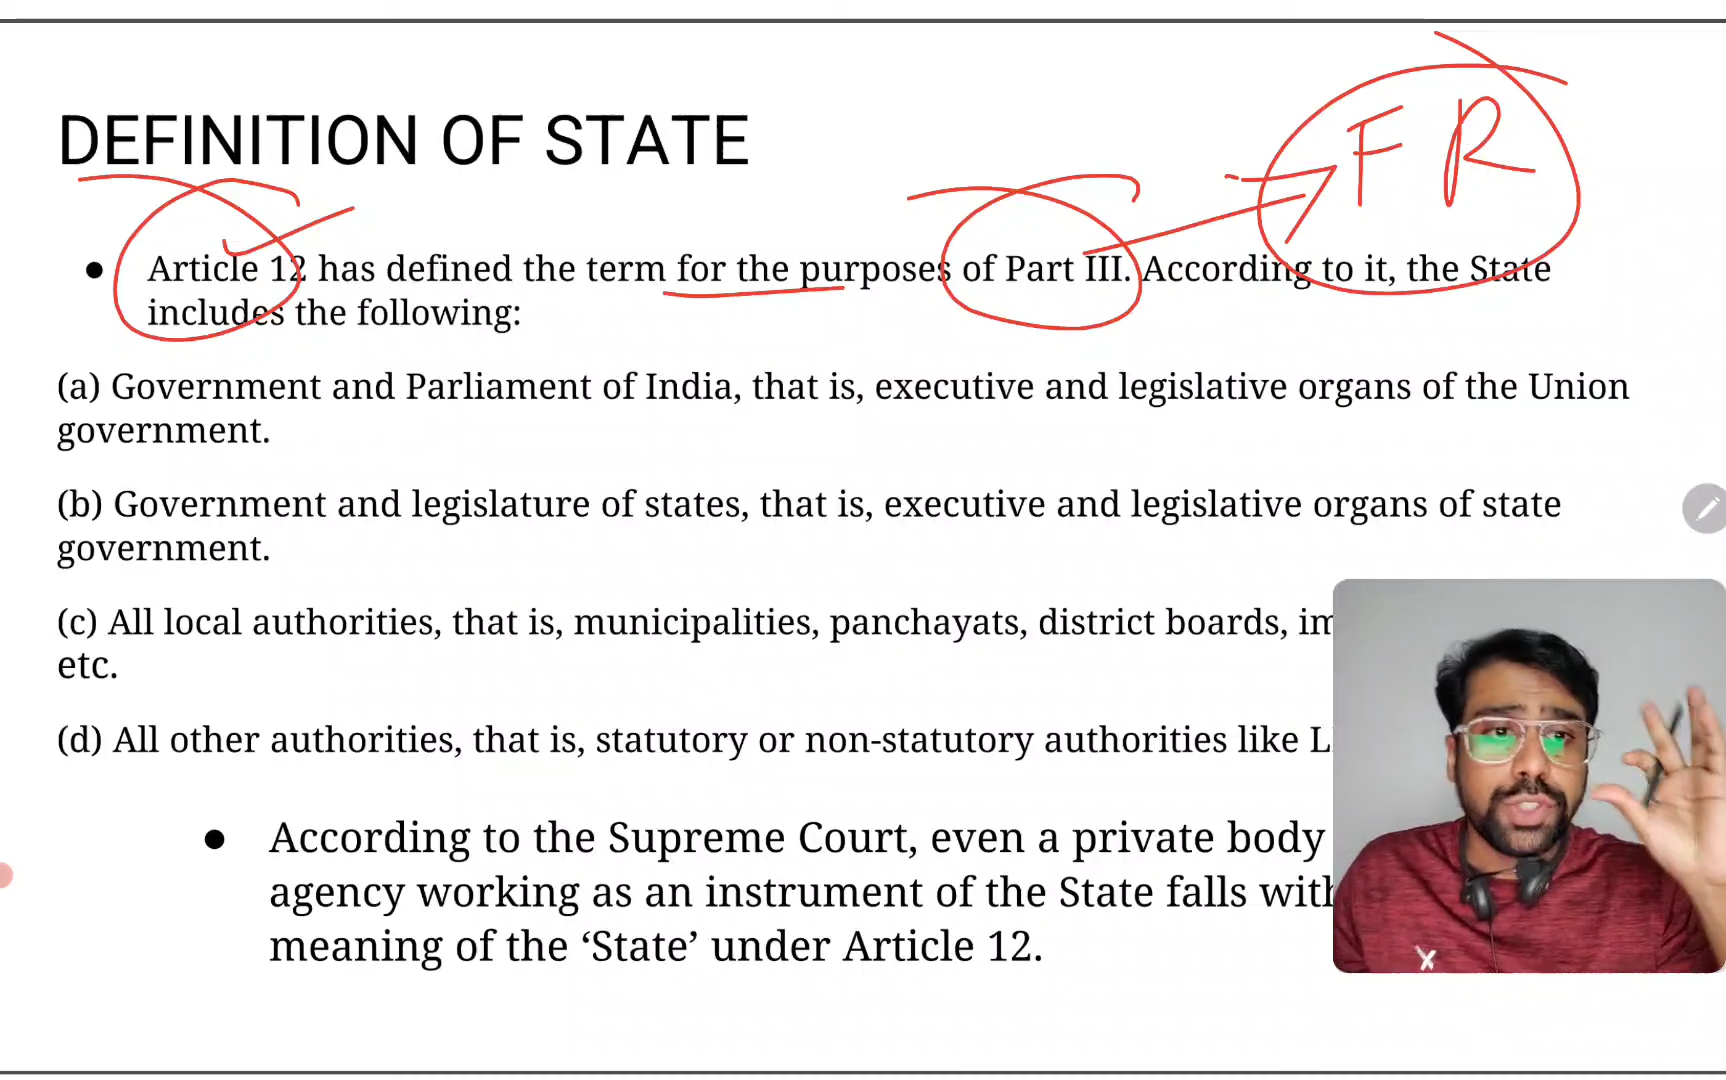 F R
DEFINITION OF STATE
● Article 12 has defined the term for the purposes of Part III. According to it, the State
includes the following:
(a) Government and Parliament of India, that is, executive and legislative organs of the Union
government.
(b) Government and legislature of states, that is, executive and legislative organs of state
government.
(c) All local authorities, that is, municipalities, panchayats, district boards,
etc.
(d) All other authorities, that is, statutory or non-statutory authorities like
● According to the Supreme Court, even a private body
agency working as an instrument of the State falls
meaning of the ‘State’ under Article 12.